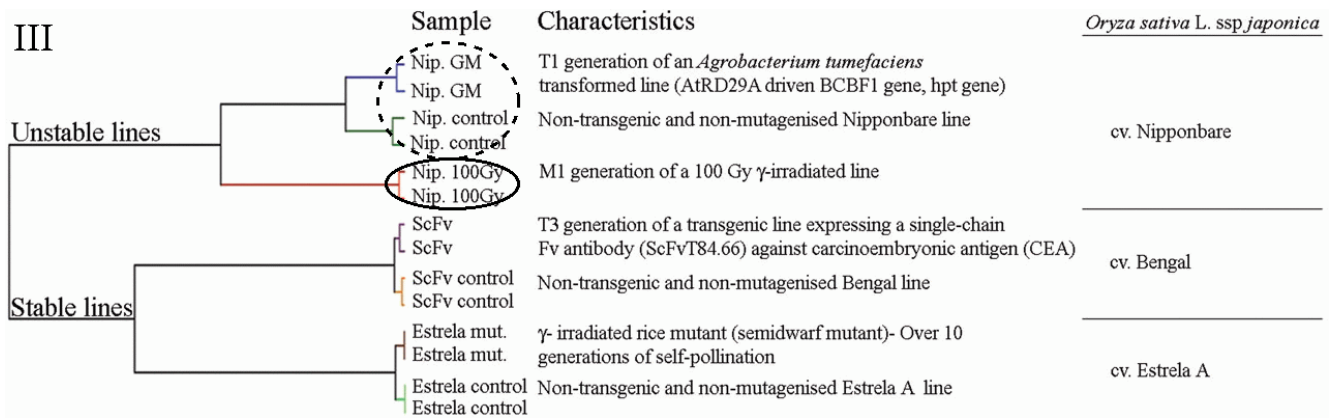 III
Sample Characteristics Oryza sativa L. ssp japonica
Unstable lines
Nip. GM T1 generation of an Agrobacterium tumefaciens
Nip. GM transformed line (AtRD29A driven BCBF1 gene, hpt gene)
Nip. control Non-transgenic and non-mutagenised Nipponbare line
Nip. control
cv. Nipponbare
Nip. 100Gy M1 generation of a 100 Gy γ-irradiated line
Nip. 100Gy
Stable lines
ScFv T3 generation of a transgenic line expressing a single-chain
ScFv Fv antibody (ScFvT84.66) against carcinoembryonic antigen (CEA)
cv. Bengal
ScFv control Non-transgenic and non-mutagenised Bengal line
ScFv control
Estrela mut. γ- irradiated rice mutant (semidwarf mutant)- Over 10
Estrela mut. generations of self-pollination
cv. Estrela A
Estrela control Non-transgenic and non-mutagenised Estrela A line
Estrela control